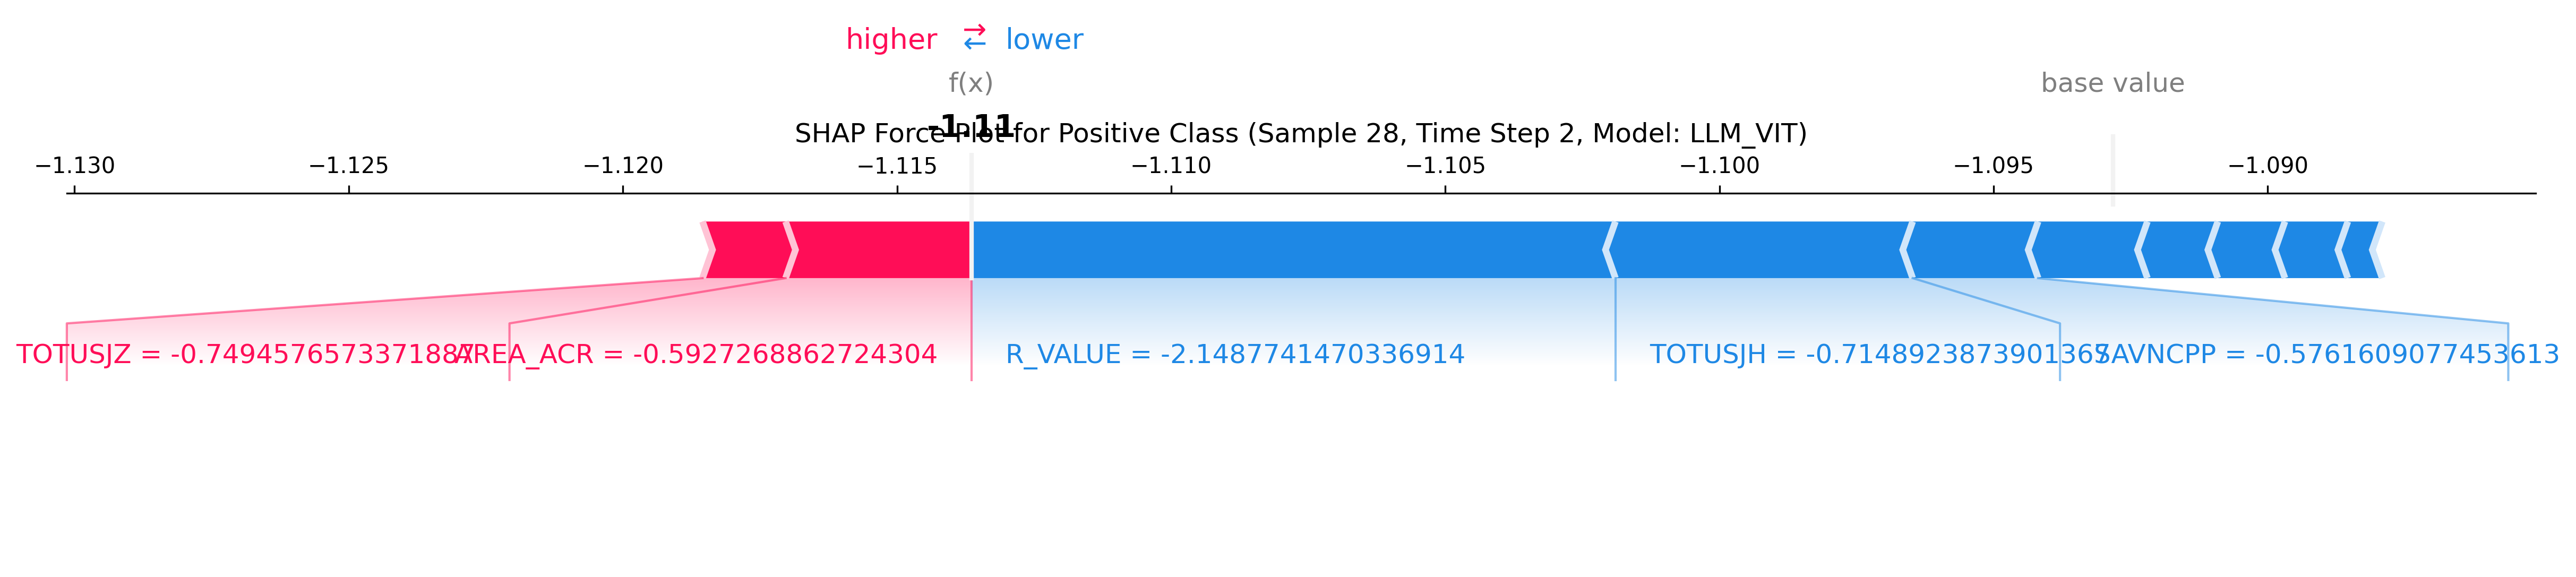 higher ⇄ lower
f(x)
base value
-1.11
SHAP Force Plot for Positive Class (Sample 28, Time Step 2, Model: LLM_VIT)
−1.130 −1.125 −1.120 −1.115 −1.110 −1.105 −1.100 −1.095 −1.090
TOTUSJZ = -0.7494576573371887 AREA_ACR = -0.5927268862724304 R_VALUE = -2.1487741470336914 TOTUSJH = -0.714892387390136 SAVNCPP = -0.5761609077453613